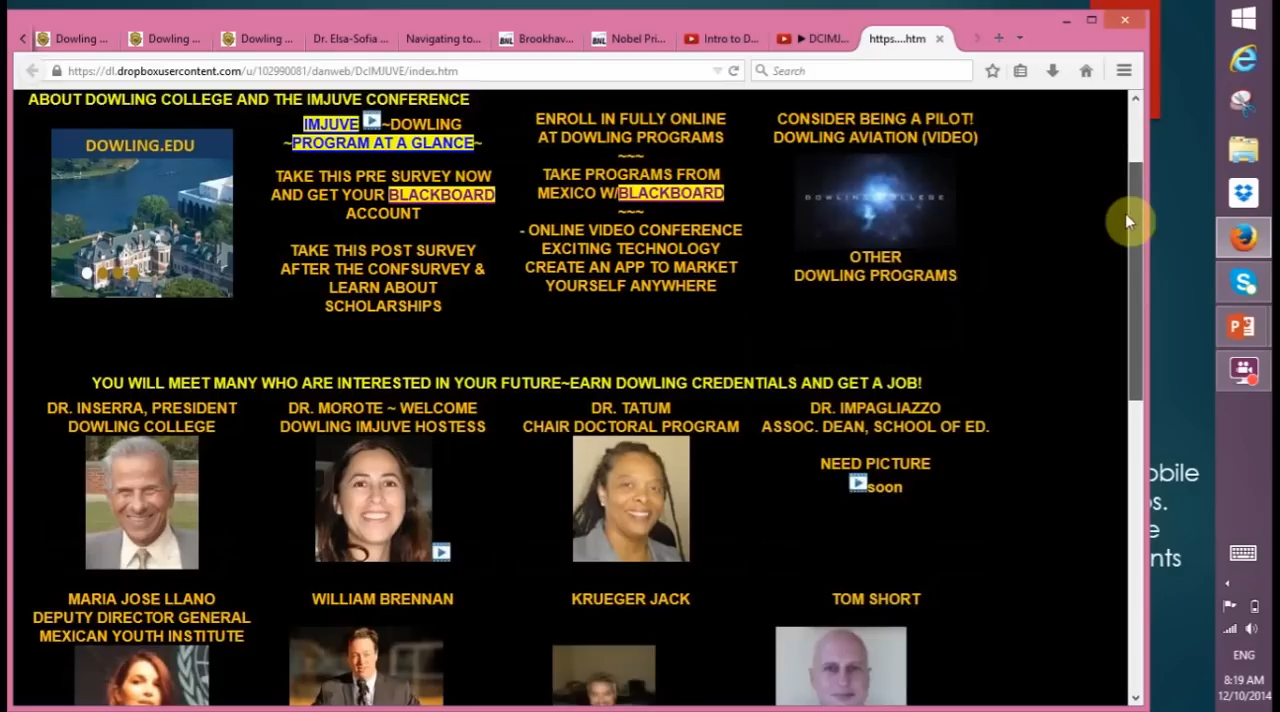 Dowling ...
Dowling ...
Dowling ...
Dr. Elsa-Sofia ...
Navigating to...
BNL Brookhav...
BNL Nobel Pri...
Intro to D...
▶ DCIMJ...
https....htm
https://dl.dropboxusercontent.com/u/102990081/danweb/DcIMJUVE/index.htm
Search
ABOUT DOWLING COLLEGE AND THE IMJUVE CONFERENCE
DOWLING.EDU
IMJUVE ~DOWLING
~PROGRAM AT A GLANCE~
TAKE THIS PRE SURVEY NOW
AND GET YOUR BLACKBOARD
ACCOUNT
TAKE THIS POST SURVEY
AFTER THE CONFSURVEY &
LEARN ABOUT
SCHOLARSHIPS
ENROLL IN FULLY ONLINE
AT DOWLING PROGRAMS
~~~
TAKE PROGRAMS FROM
MEXICO W/BLACKBOARD
~~~
- ONLINE VIDEO CONFERENCE
EXCITING TECHNOLOGY
CREATE AN APP TO MARKET
YOURSELF ANYWHERE
CONSIDER BEING A PILOT!
DOWLING AVIATION (VIDEO)
DOWLING COLLEGE
OTHER
DOWLING PROGRAMS
YOU WILL MEET MANY WHO ARE INTERESTED IN YOUR FUTURE~EARN DOWLING CREDENTIALS AND GET A JOB!
DR. INSERRA, PRESIDENT
DOWLING COLLEGE
DR. MOROTE ~ WELCOME
DOWLING IMJUVE HOSTESS
DR. TATUM
CHAIR DOCTORAL PROGRAM
DR. IMPAGLIAZZO
ASSOC. DEAN, SCHOOL OF ED.
NEED PICTURE
soon
MARIA JOSE LLANO
DEPUTY DIRECTOR GENERAL
MEXICAN YOUTH INSTITUTE
WILLIAM BRENNAN
KRUEGER JACK
TOM SHORT
obile
s.
e
nts
ENG
8:19 AM
12/10/2014